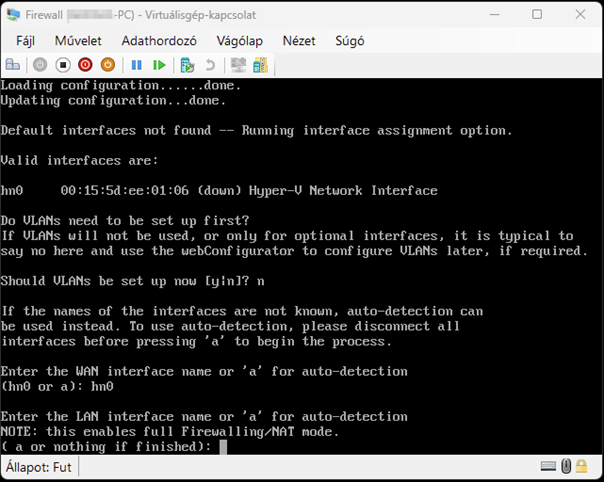 Firewall -PC) - Virtuálisgép-kapcsolat
Fájl Művelet Adathordozó Vágólap Nézet Súgó
Loading configuration......done.
Updating configuration...done.
Default interfaces not found -- Running interface assignment option.
Valid interfaces are:
hn0 00:15:5d:ee:01:06 (down) Hyper-V Network Interface
Do VLANs need to be set up first?
If VLANs will not be used, or only for optional interfaces, it is typical to
say no here and use the webConfigurator to configure VLANs later, if required.
Should VLANs be set up now [y|n]? n
If the names of the interfaces are not known, auto-detection can
be used instead. To use auto-detection, please disconnect all
interfaces before pressing 'a' to begin the process.
Enter the WAN interface name or 'a' for auto-detection
(hn0 or a): hn0
Enter the LAN interface name or 'a' for auto-detection
NOTE: this enables full Firewalling/NAT mode.
( a or nothing if finished):
Állapot: Fut